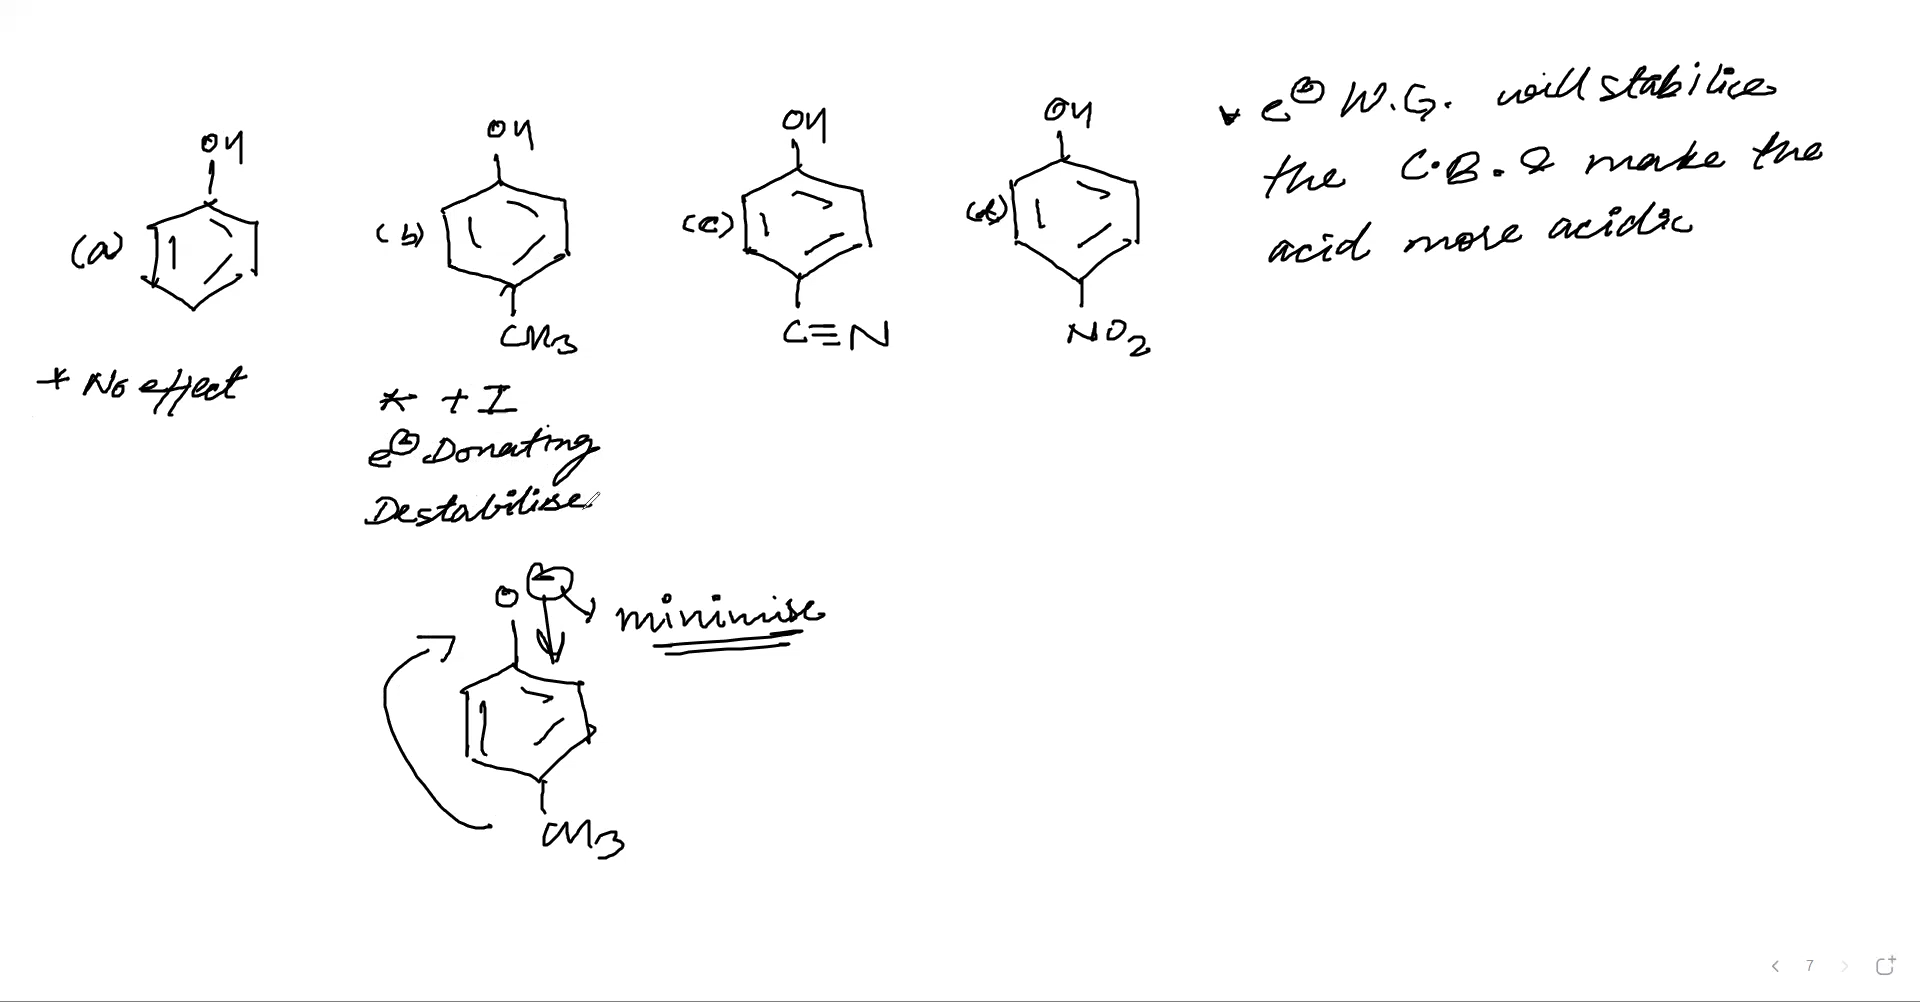 OH
OH
OH
OH
e⊖ W.G. will stabilise
the C.B. & make the
acid more acidic
(a)
(b)
(c)
(d)
CH3
C≡N
NO2
* No effect
* +I
e⊖ Donating
Destabilise
O ⊖
minimise
CH3
7